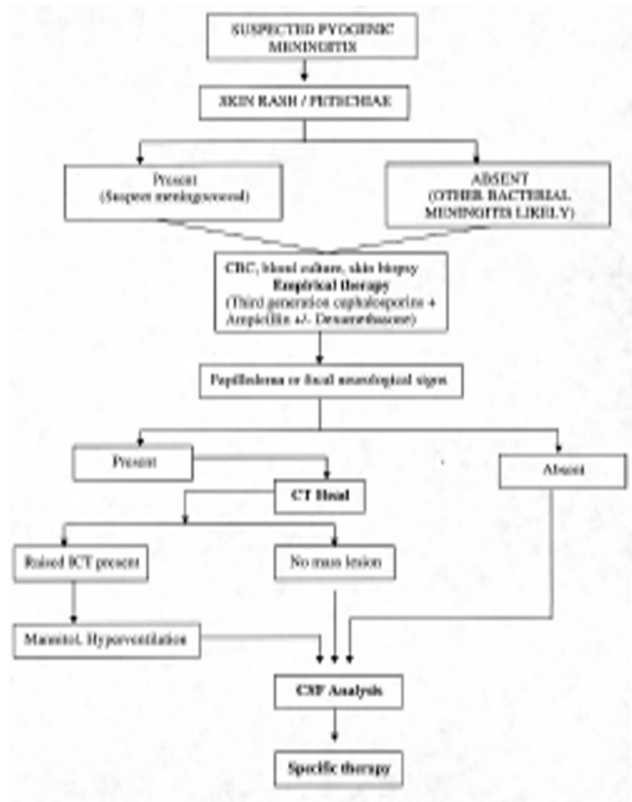 SUSPECTED PYOGENIC
MENINGITIS
SKIN RASH / PETECHIAE
Present
(Suspect meningococcal)
ABSENT
(OTHER BACTERIAL
MENINGITIS LIKELY)
CBC, blood culture, skin biopsy
Empirical therapy
(Third generation cephalosporins +
Ampicillin +/- Dexamethasone)
Papilledema or focal neurological signs
Present
Absent
CT Head
Raised ICT present
No mass lesion
Mannitol, Hyperventilation
CSF Analysis
Specific therapy